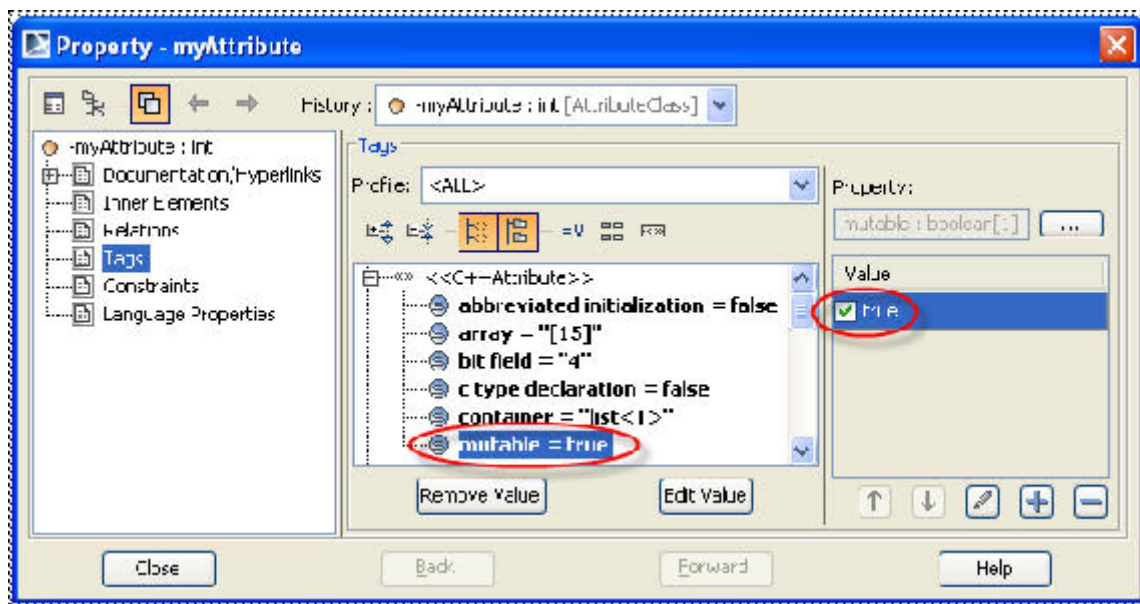 Property - myAttribute
History : -myAttribute : int [AttributeClass]
-myAttribute : int
Documentation/Hyperlinks
Inner Elements
Relations
Tags
Constraints
Language Properties
Tags
Profile: <ALL>
<<C++Attribute>>
abbreviated initialization = false
array = "[15]"
bit field = "4"
c type declaration = false
container = "list<T>"
mutable = true
Remove Value Edit Value
Property:
mutable : boolean[1] ...
Value
true
Close Back Forward Help